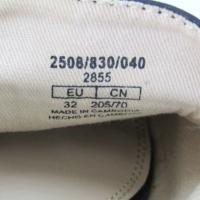 2508/830/040
2855
EU CN
32 205/70
MADE IN CAMBODIA
HECHO EN CAMBOYA